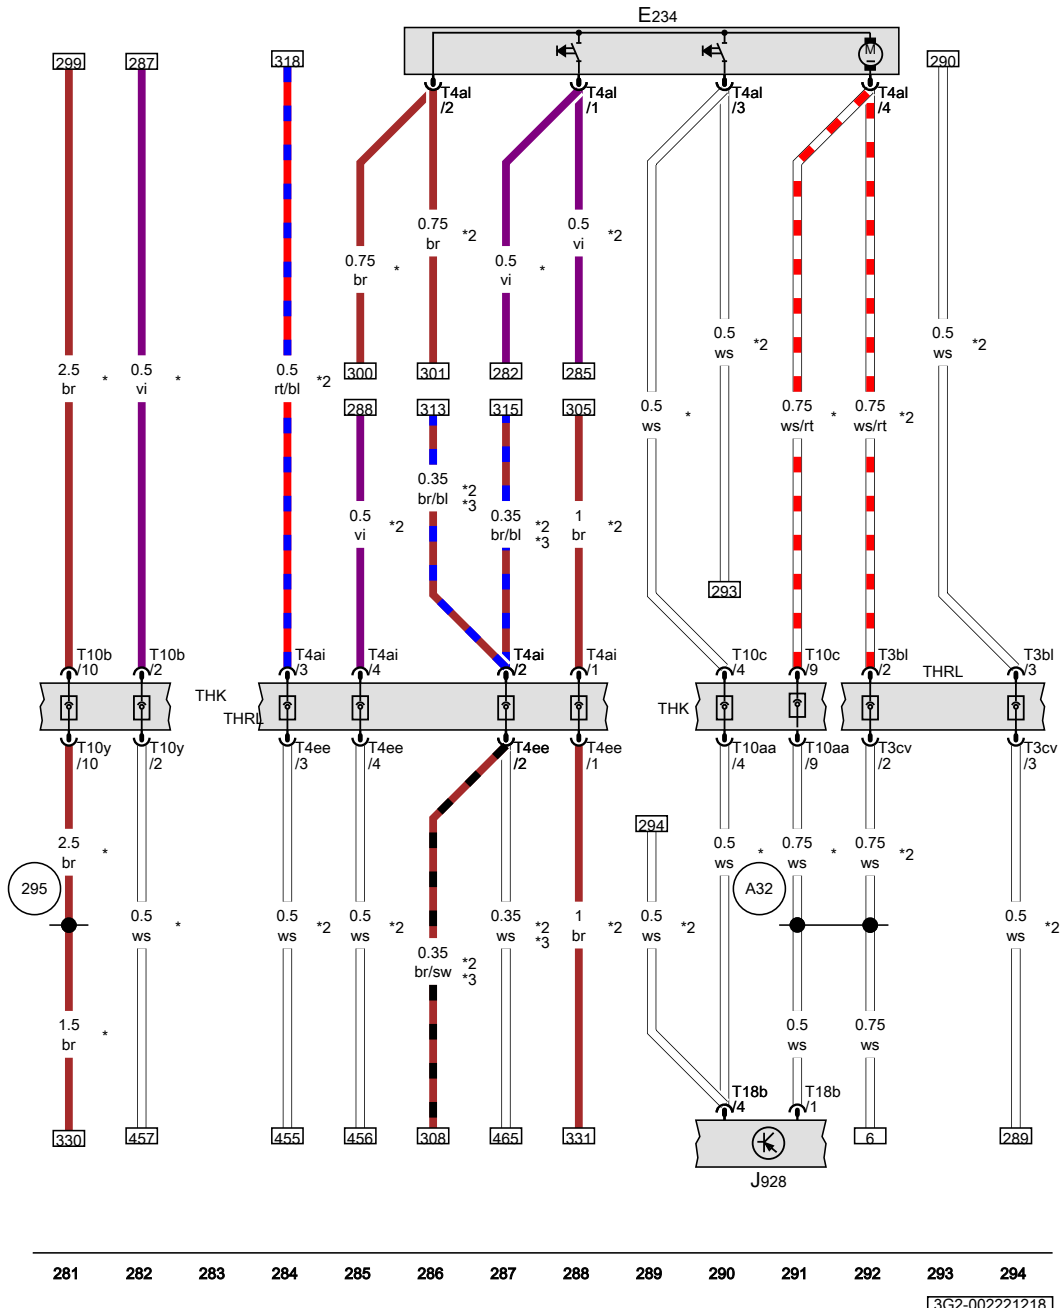 E234
299
287
318
290
M
T4al
/2
T4al
/1
T4al
/3
T4al
/4
0.75
br
*2
0.5
vi
*2
0.75
br
*
0.5
vi
*
0.5
ws
*2
0.5
ws
*2
2.5
br
*
0.5
vi
*
0.5
rt/bl
*2
300
301
282
285
288
313
315
305
0.5
ws
*
0.75
ws/rt
*
0.75
ws/rt
*2
0.35
br/bl
*2
*3
0.5
vi
*2
0.35
br/bl
*2
*3
1
br
*2
293
T10b
/10
T10b
/2
T4ai
/3
T4ai
/4
T4ai
/2
T4ai
/1
T10c
/4
T10c
/9
T3bl
/2
T3bl
/3
THK
THRL
THK
THRL
T10y
/10
T10y
/2
T4ee
/3
T4ee
/4
T4ee
/2
T4ee
/1
T10aa
/4
T10aa
/9
T3cv
/2
T3cv
/3
294
2.5
br
*
0.5
ws
*
0.75
ws
*
0.75
ws
*2
295
A32
0.5
ws
*
0.5
ws
*2
0.5
ws
*2
0.35
br/sw
*2
*3
0.35
ws
*2
*3
1
br
*2
0.5
ws
*2
0.5
ws
*2
1.5
br
*
0.5
ws
0.75
ws
T18b
/4
T18b
/1
330
457
455
456
308
465
331
6
289
J928
281 282 283 284 285 286 287 288 289 290 291 292 293 294
3G2-002221218